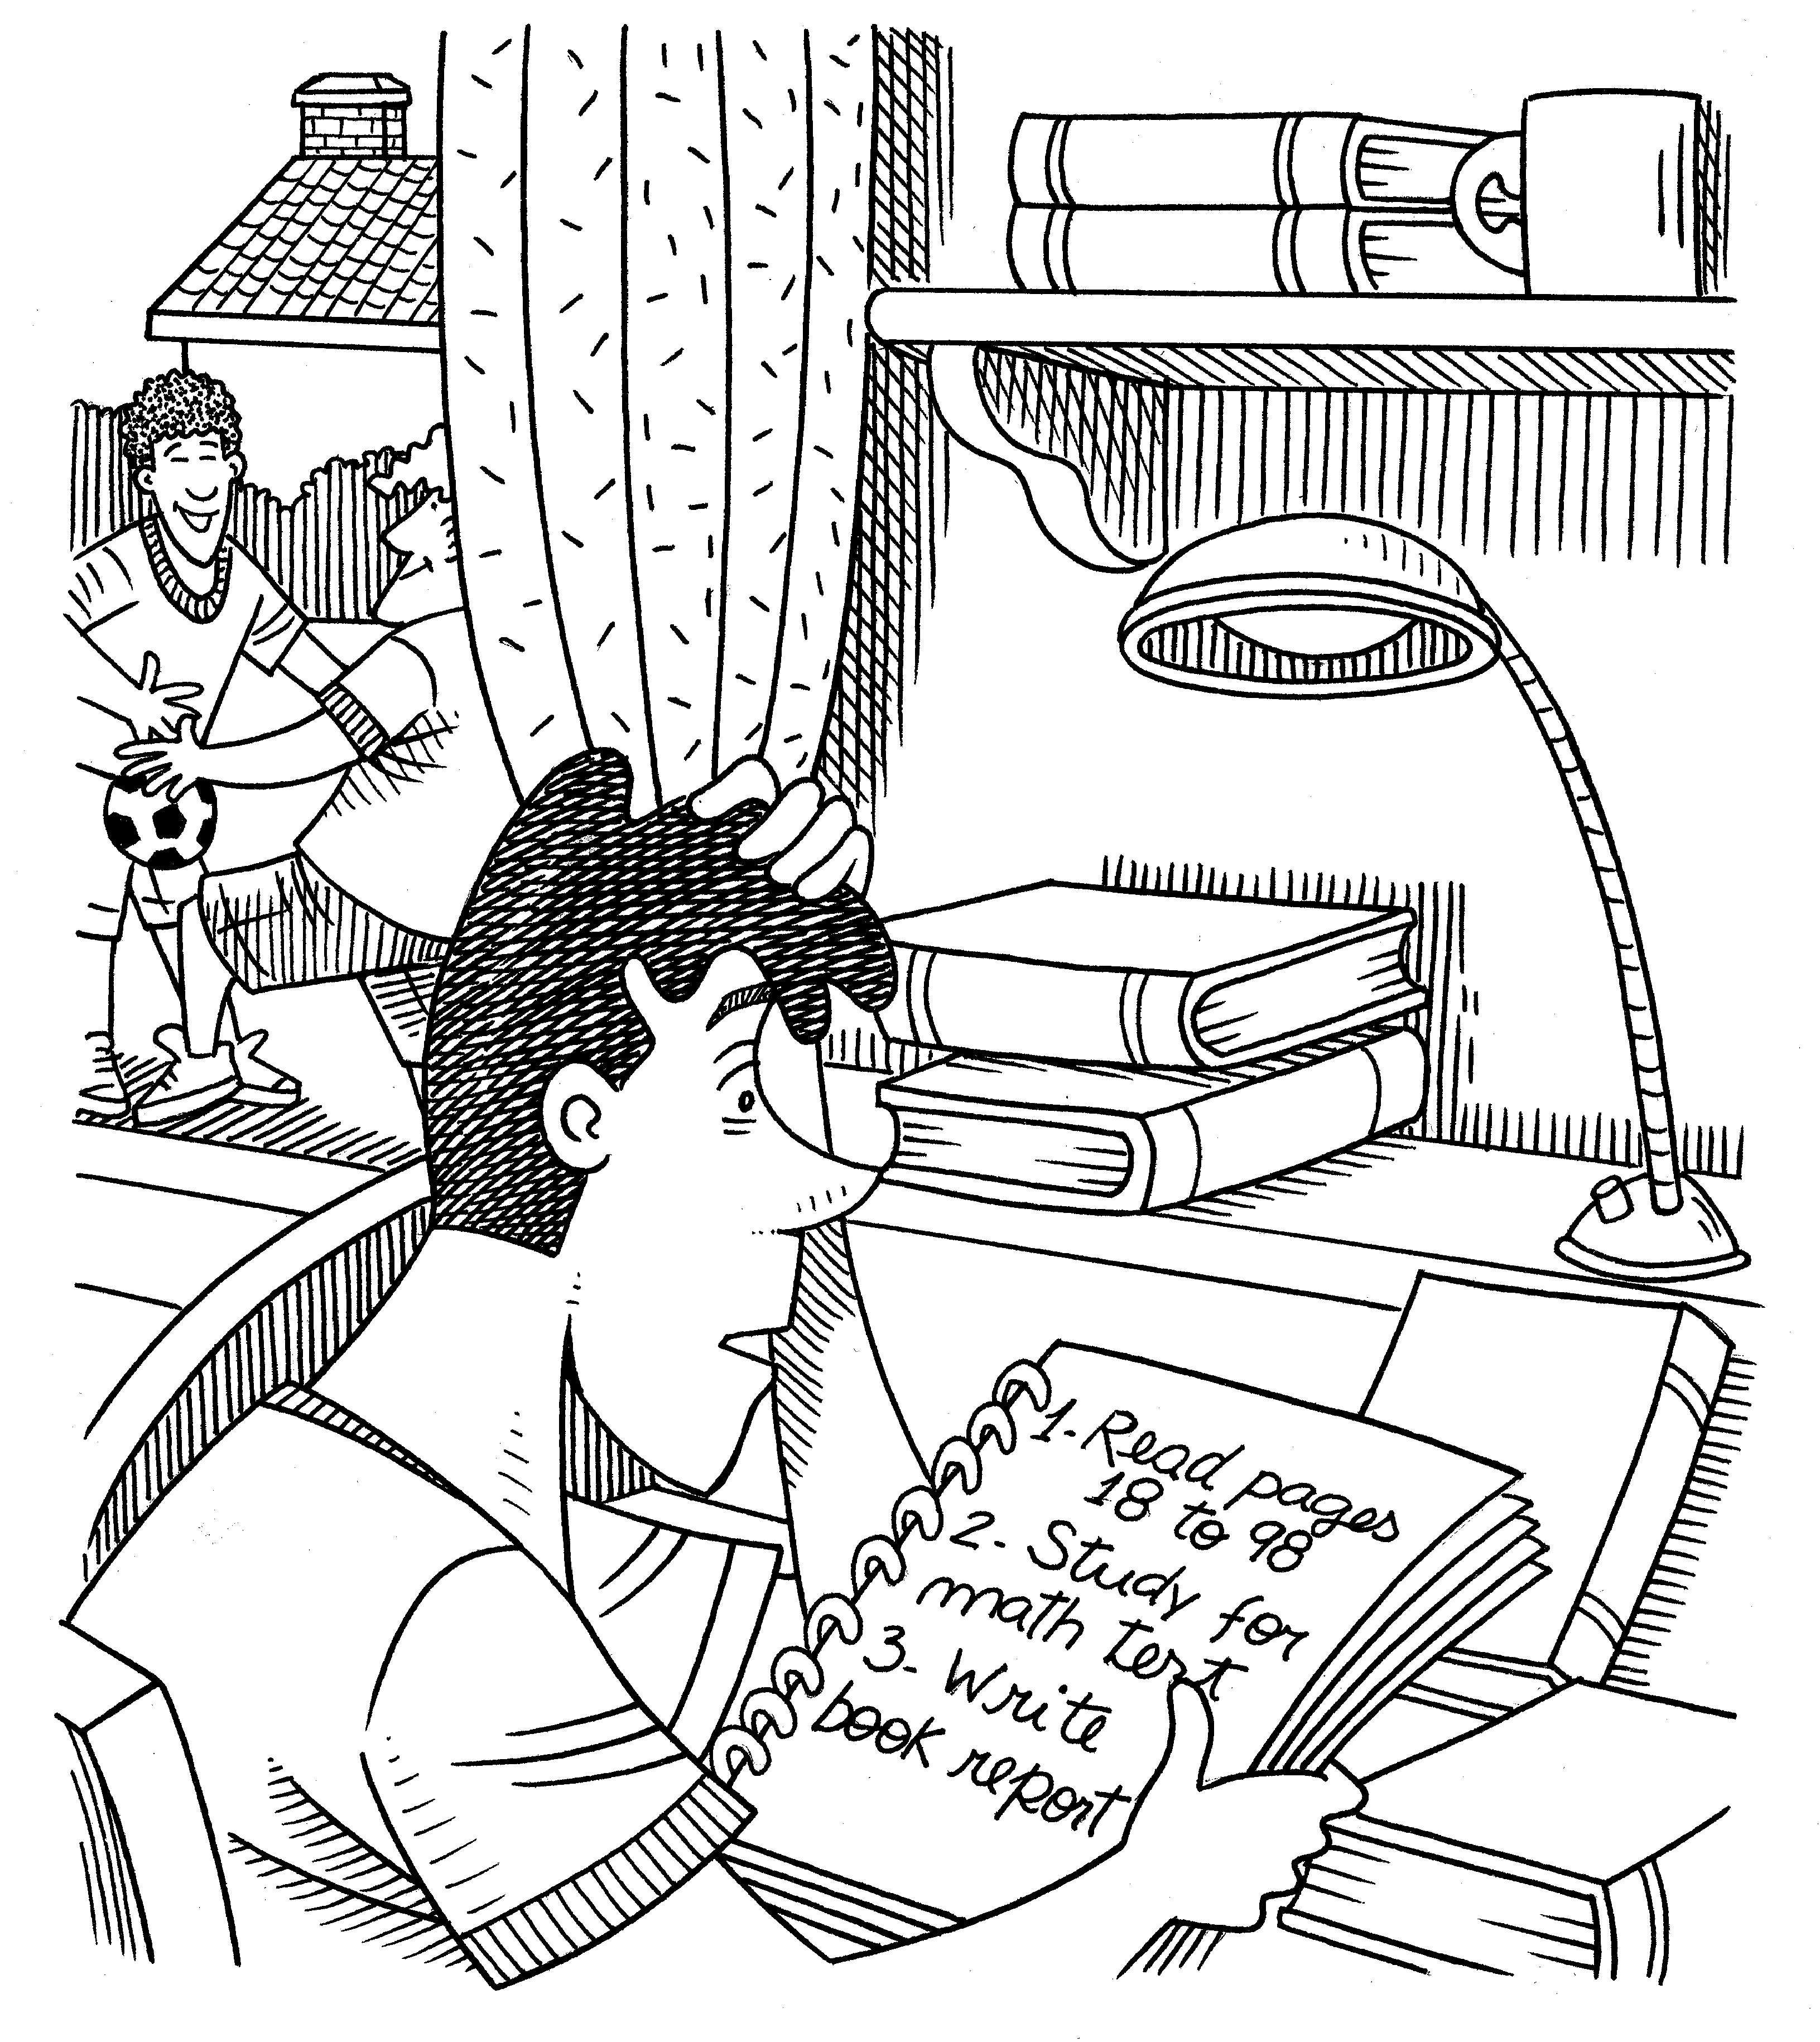 1- Read pages
18 to 98
2- Study for
math test
3- Write
book report